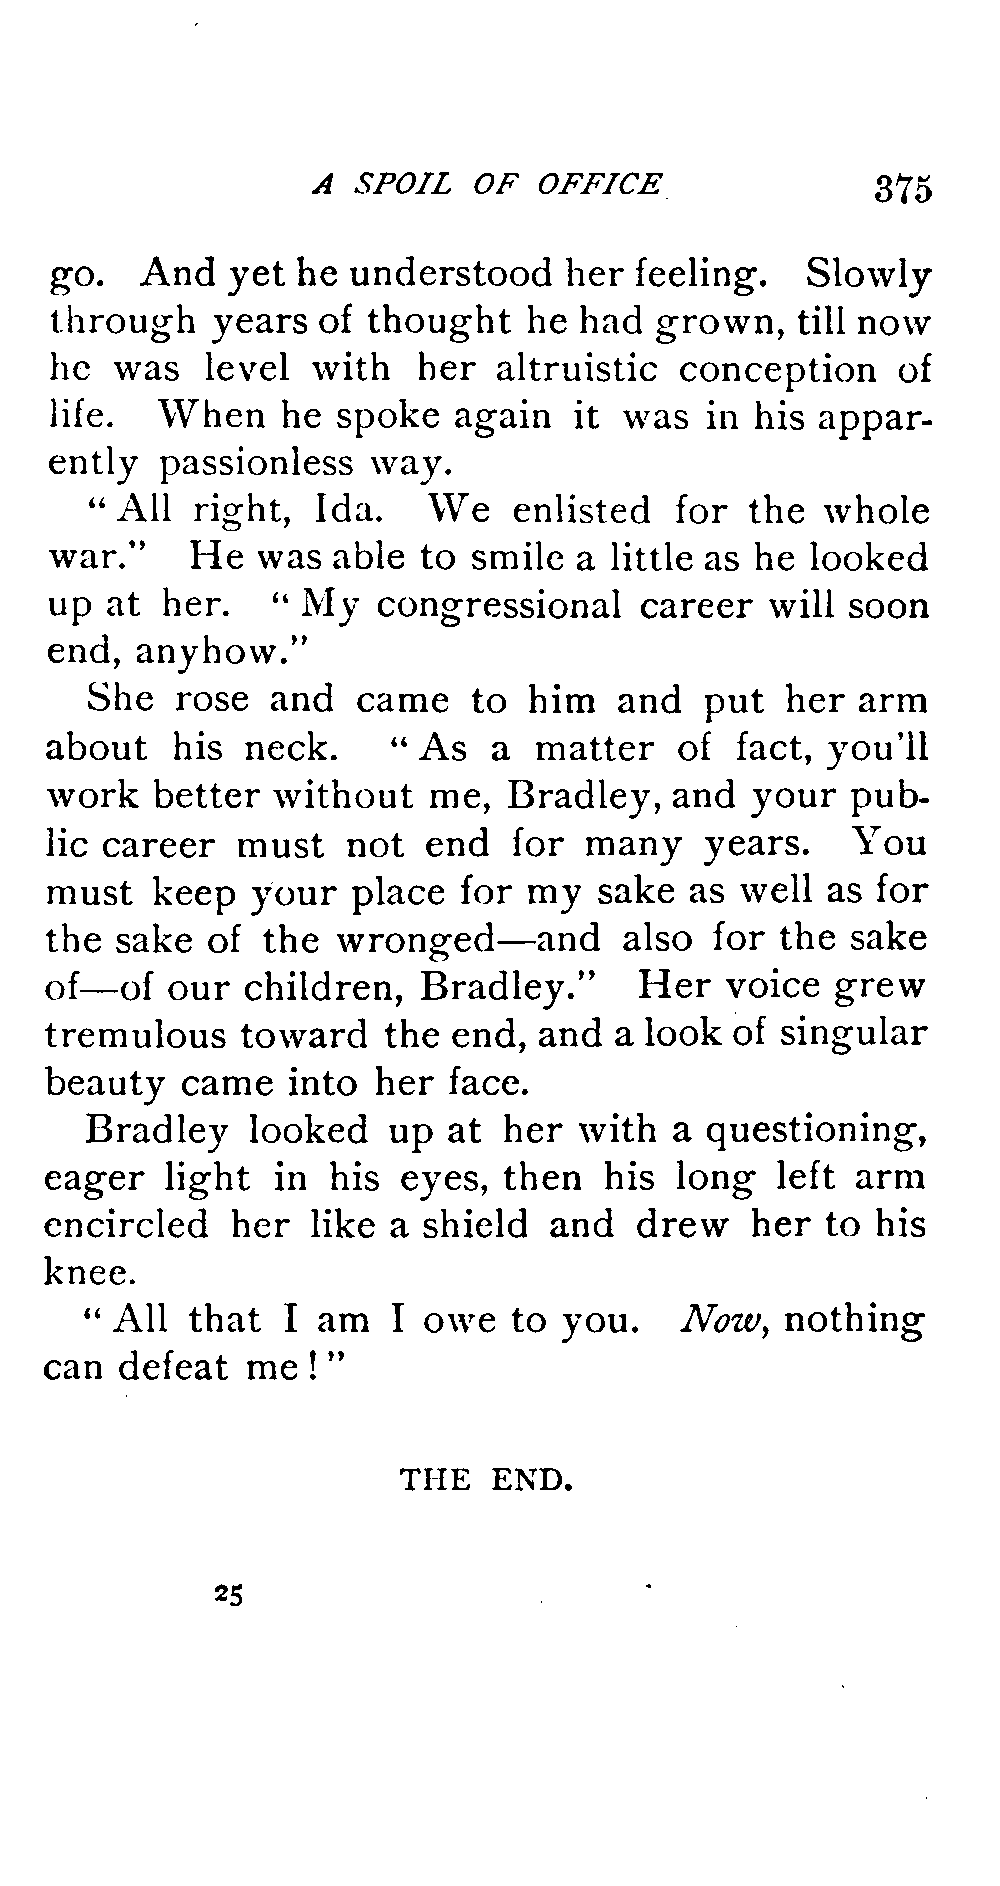 A SPOIL OF OFFICE 375
go. And yet he understood her feeling. Slowly
through years of thought he had grown, till now
he was level with her altruistic conception of
life. When he spoke again it was in his appar-
ently passionless way.
“All right, Ida. We enlisted for the whole
war.” He was able to smile a little as he looked
up at her. “My congressional career will soon
end, anyhow.”
She rose and came to him and put her arm
about his neck. “As a matter of fact, you'll
work better without me, Bradley, and your pub-
lic career must not end for many years. You
must keep your place for my sake as well as for
the sake of the wronged—and also for the sake
of—of our children, Bradley.” Her voice grew
tremulous toward the end, and a look of singular
beauty came into her face.
Bradley looked up at her with a questioning,
eager light in his eyes, then his long left arm
encircled her like a shield and drew her to his
knee.
“All that I am I owe to you. Now, nothing
can defeat me!”
THE END.
25